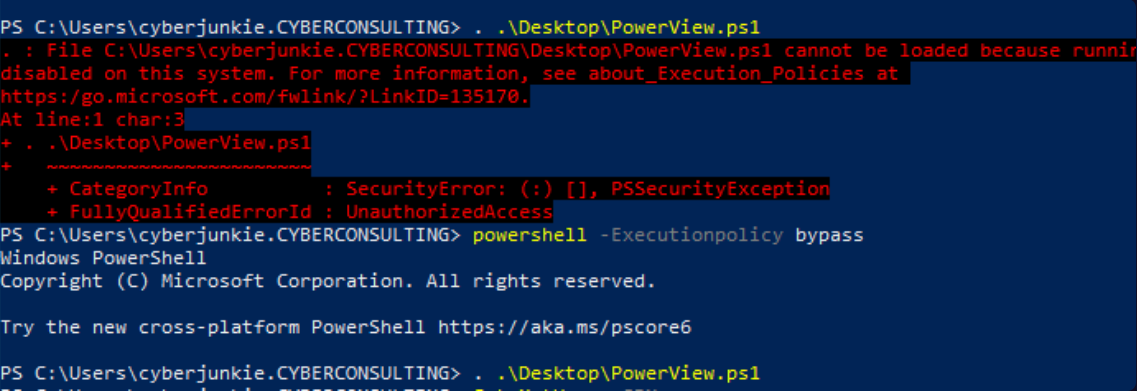 PS C:\Users\cyberjunkie.CYBERCONSULTING> . .\Desktop\PowerView.ps1
. : File C:\Users\cyberjunkie.CYBERCONSULTING\Desktop\PowerView.ps1 cannot be loaded because
disabled on this system. For more information, see about_Execution_Policies at
https:/go.microsoft.com/fwlink/?LinkID=135170.
At line:1 char:3
+ . .\Desktop\PowerView.ps1
+   ~~~~~~~~~~~~~~~~~~~~~~~
    + CategoryInfo          : SecurityError: (:) [], PSSecurityException
    + FullyQualifiedErrorId : UnauthorizedAccess
PS C:\Users\cyberjunkie.CYBERCONSULTING> powershell -Executionpolicy bypass
Windows PowerShell
Copyright (C) Microsoft Corporation. All rights reserved.
Try the new cross-platform PowerShell https://aka.ms/pscore6
PS C:\Users\cyberjunkie.CYBERCONSULTING> . .\Desktop\PowerView.ps1